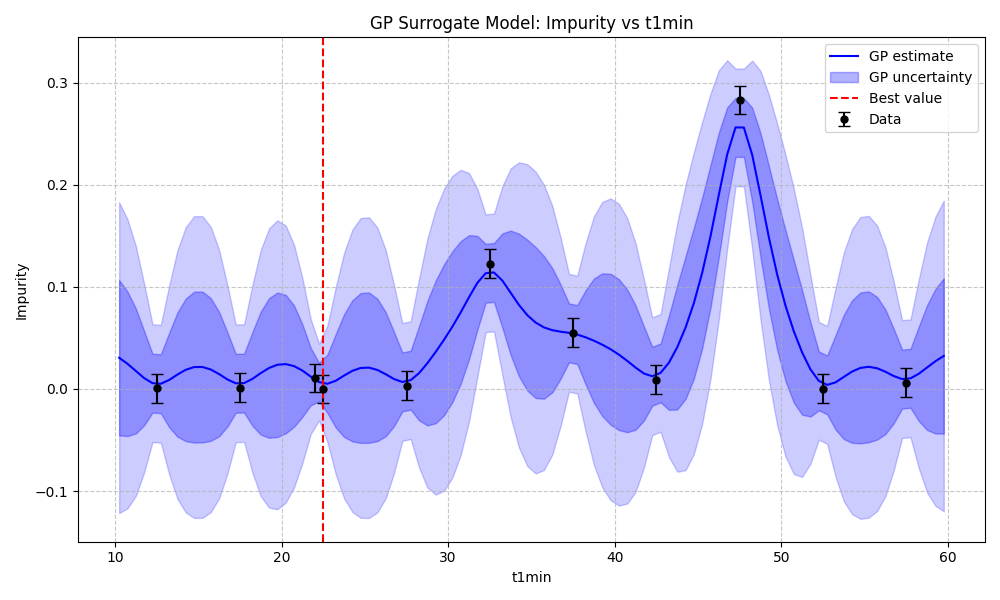 GP Surrogate Model: Impurity vs t1min
GP estimate
GP uncertainty
Best value
Data
Impurity
0.3
0.2
0.1
0.0
−0.1
10
20
30
40
50
60
t1min